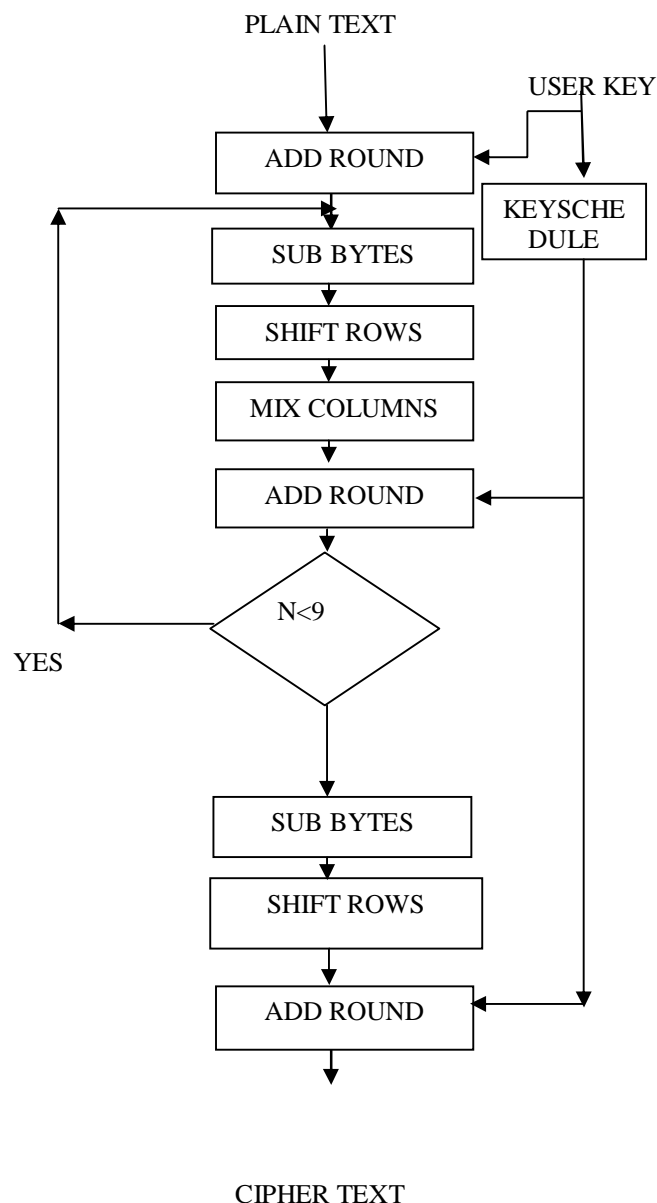 PLAIN TEXT
USER KEY
ADD ROUND
KEYSCHE
DULE
SUB BYTES
SHIFT ROWS
MIX COLUMNS
ADD ROUND
N<9
YES
SUB BYTES
SHIFT ROWS
ADD ROUND
CIPHER TEXT